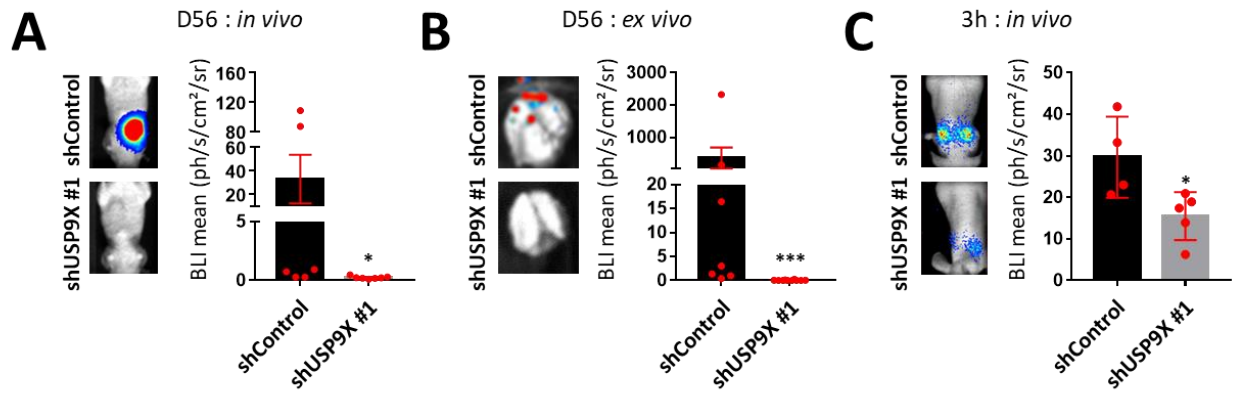 A
D56 : in vivo
shControl
shUSP9X #1
BLI mean (ph/s/cm²/sr)
160
120
80
60
40
20
5
0
*
shControl
shUSP9X #1
B
D56 : ex vivo
shControl
shUSP9X #1
BLI mean (ph/s/cm²/sr)
3000
2000
1000
20
15
10
5
0
***
shControl
shUSP9X #1
C
3h : in vivo
shControl
shUSP9X #1
BLI mean (ph/s/cm²/sr)
50
40
30
20
10
0
*
shControl
shUSP9X #1